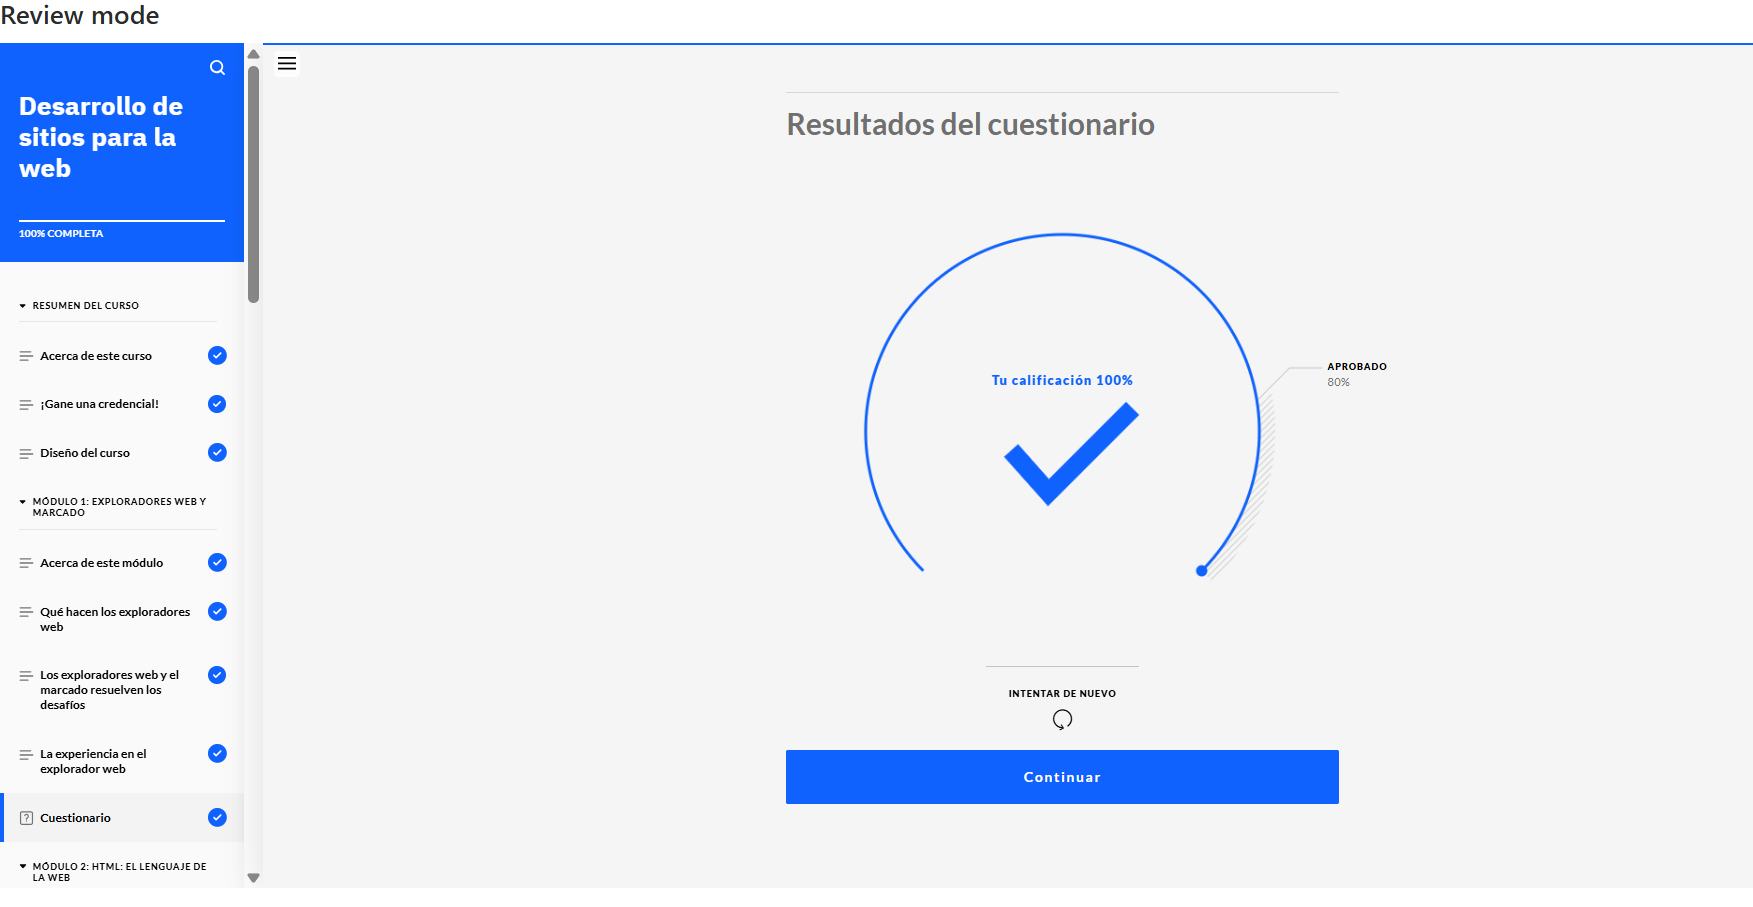 Review mode
Desarrollo de
sitios para la
web
100% COMPLETA
RESUMEN DEL CURSO
Acerca de este curso
¡Gane una credencial!
Diseño del curso
MÓDULO 1: EXPLORADORES WEB Y
MARCADO
Acerca de este módulo
Qué hacen los exploradores
web
Los exploradores web y el
marcado resuelven los
desafíos
La experiencia en el
explorador web
Cuestionario
MÓDULO 2: HTML: EL LENGUAJE DE
LA WEB
Resultados del cuestionario
Tu calificación 100%
APROBADO
80%
INTENTAR DE NUEVO
Continuar